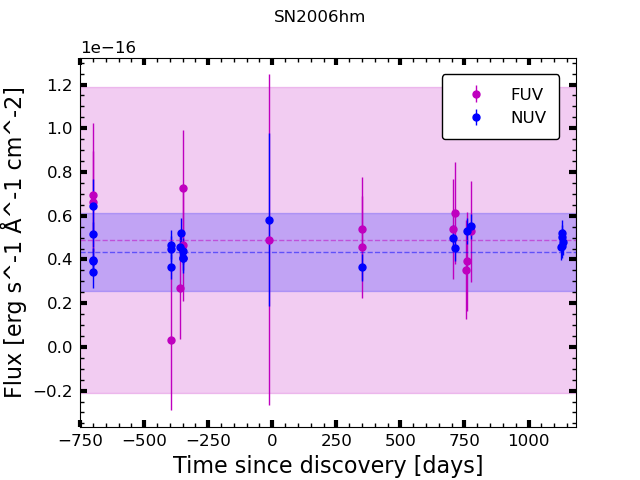 SN2006hm
1e−16
FUV
NUV
1.2
1.0
0.8
0.6
0.4
0.2
0.0
−0.2
Flux [erg s^-1 Å^-1 cm^-2]
−750 −500 −250 0 250 500 750 1000
Time since discovery [days]